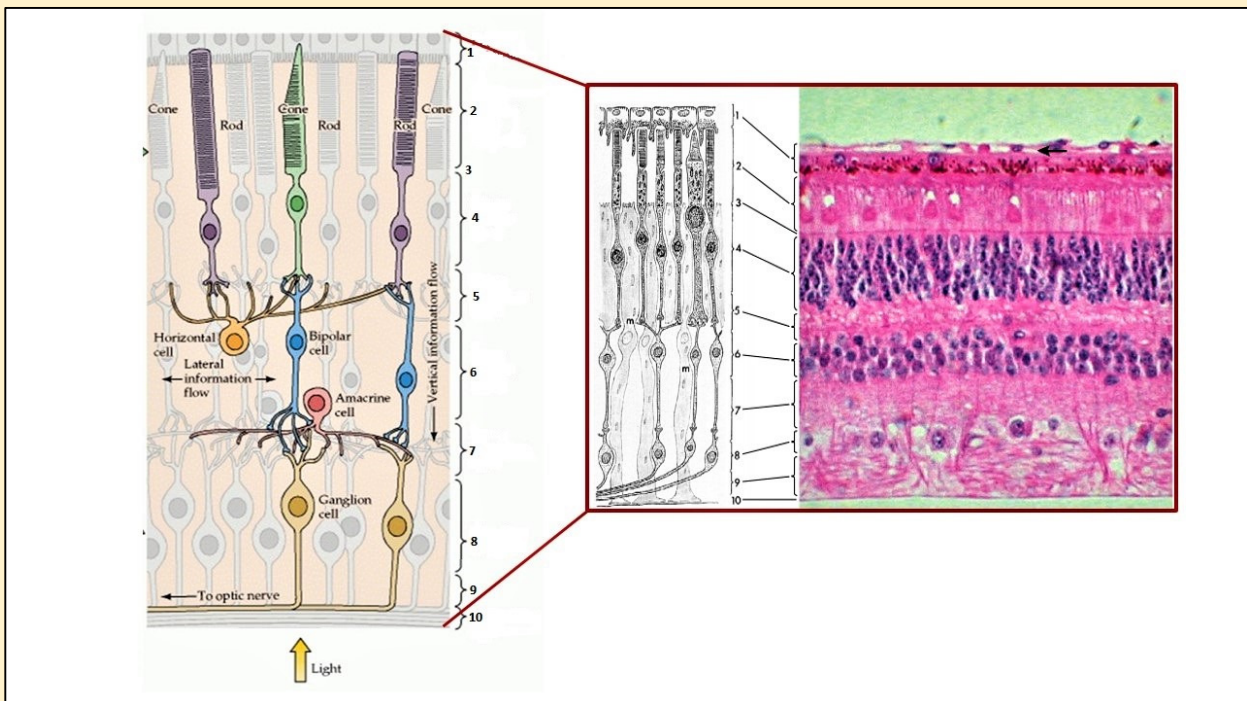 1
Cone
Rod
Cone
Rod
Rod
Cone
2
3
4
5
Horizontal
cell
Bipolar
cell
Lateral
information
flow
Vertical information flow
6
Amacrine
cell
7
Ganglion
cell
8
To optic nerve
9
10
Light
1
2
3
4
m
5
6
m
7
8
9
10